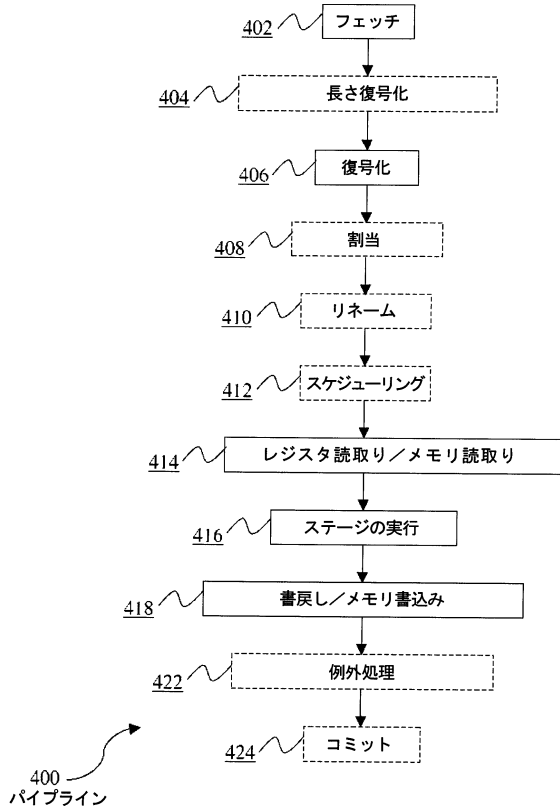 402 フェッチ
404 長さ復号化
406 復号化
408 割当
410 リネーム
412 スケジューリング
414 レジスタ読取り／メモリ読取り
416 ステージの実行
418 書戻し／メモリ書込み
422 例外処理
424 コミット
400
パイプライン